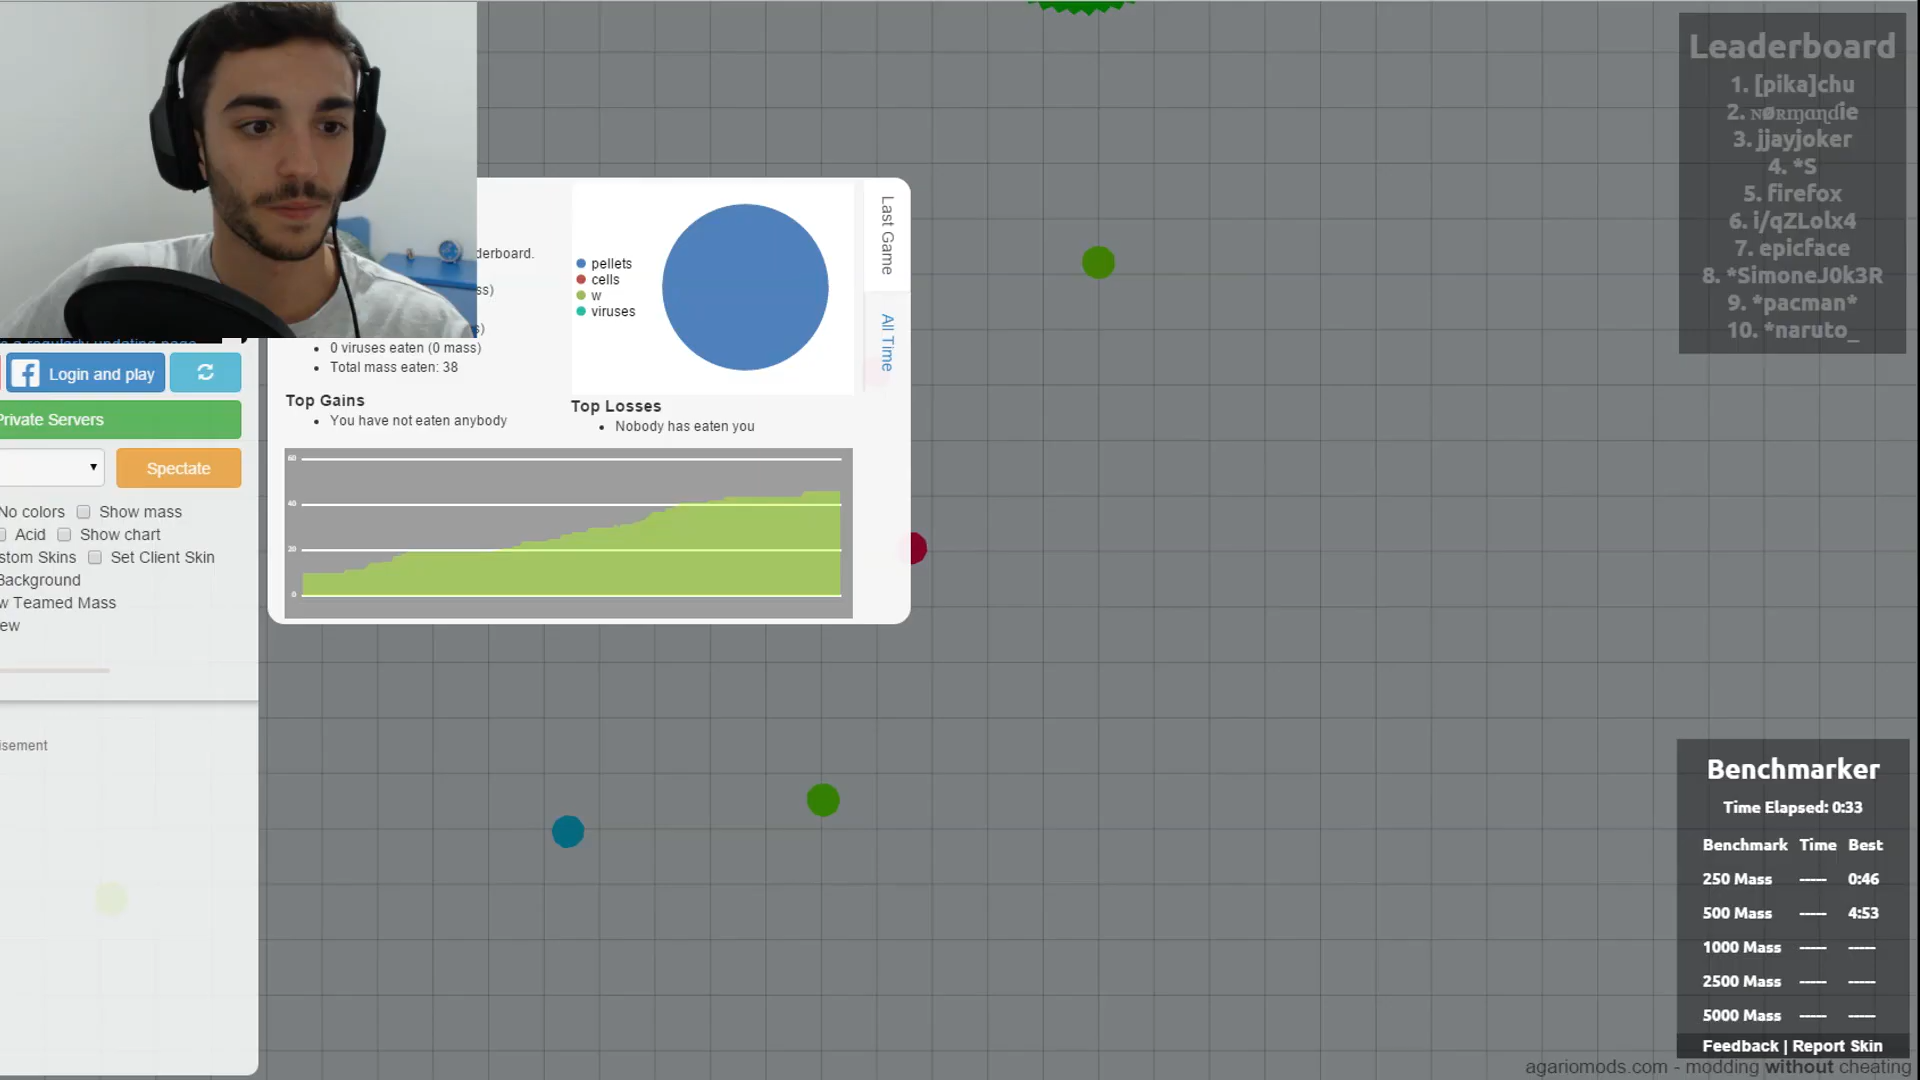 derboard.
ss)
s)
0 viruses eaten (0 mass)
Total mass eaten: 38
pellets
cells
w
viruses
Last Game
All Time
Top Gains
You have not eaten anybody
Top Losses
Nobody has eaten you
60
40
20
0
Login and play
Private Servers
Spectate
No colors Show mass
Acid Show chart
stom Skins Set Client Skin
Background
w Teamed Mass
ew
isement
Leaderboard
1. [pika]chu
2. ɴøʀɱαɳɗie
3. jjayjoker
4. *S
5. firefox
6. i/qZLolx4
7. epicface
8. *SimoneJ0k3R
9. *pacman*
10. *naruto_
Benchmarker
Time Elapsed: 0:33
Benchmark Time Best
250 Mass ----- 0:46
500 Mass ----- 4:53
1000 Mass ----- -----
2500 Mass ----- -----
5000 Mass ----- -----
Feedback | Report Skin
agariomods.com - modding without cheating